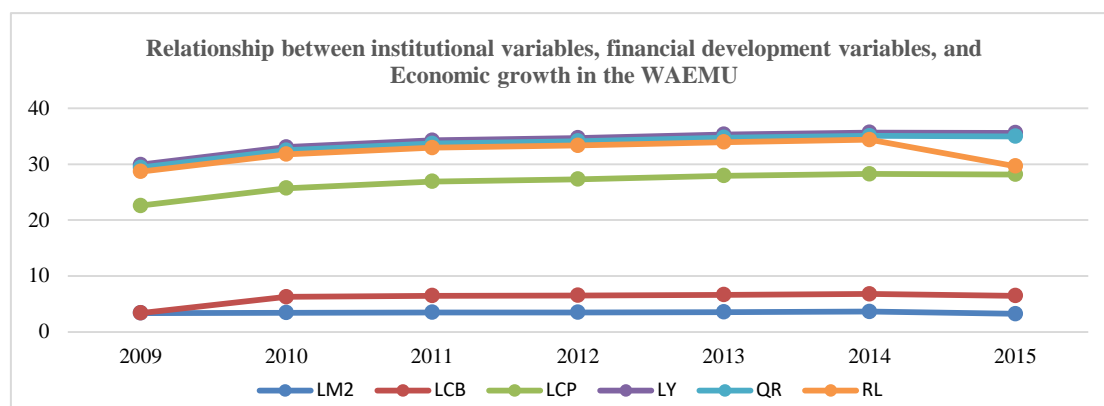 Relationship between institutional variables, financial development variables, and
Economic growth in the WAEMU
40
30
20
10
0
2009 2010 2011 2012 2013 2014 2015
LM2 LCB LCP LY QR RL